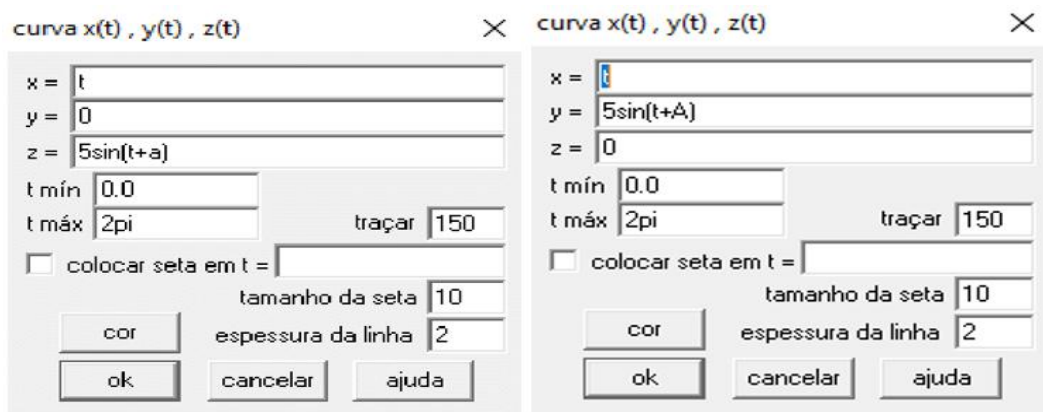 curva x(t) , y(t) , z(t)
x = t
y = 0
z = 5sin(t+a)
t mín 0.0
t máx 2pi traçar 150
colocar seta em t =
tamanho da seta 10
cor espessura da linha 2
ok cancelar ajuda
curva x(t) , y(t) , z(t)
x = t
y = 5sin(t+A)
z = 0
t mín 0.0
t máx 2pi traçar 150
colocar seta em t =
tamanho da seta 10
cor espessura da linha 2
ok cancelar ajuda